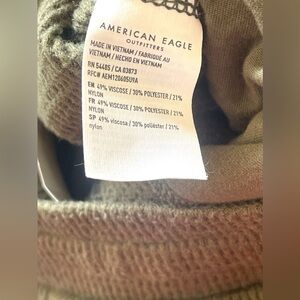 AMERICAN EAGLE
OUTFITTERS
MADE IN VIETNAM / FABRIQUÉ AU
VIETNAM / HECHO EN VIETNAM
RN 54485 / CA 03873
RFC# AEM120605U9A
EN 49% VISCOSE / 30% POLYESTER / 21%
NYLON
FR 49% VISCOSE / 30% POLYESTER / 21%
NYLON
SP 49% viscosa / 30% poliéster / 21%
nylon